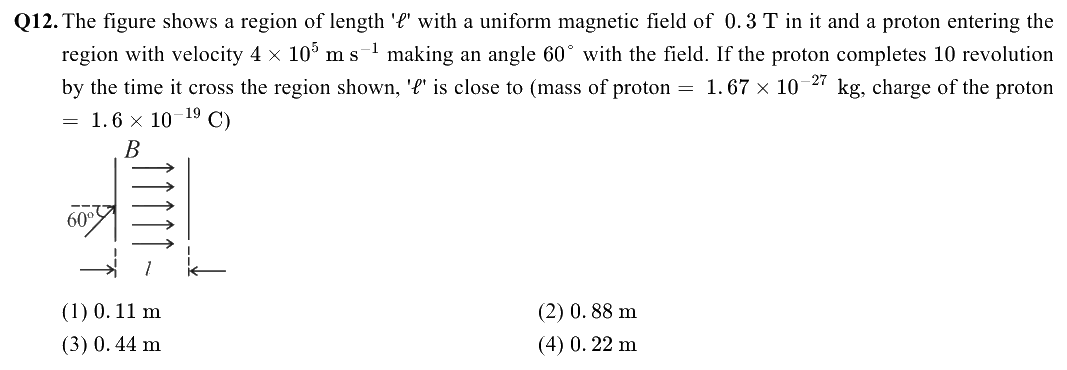 Q12. The figure shows a region of length 'ℓ' with a uniform magnetic field of 0.3 T in it and a proton entering the
region with velocity 4 × 10⁵ m s⁻¹ making an angle 60° with the field. If the proton completes 10 revolution
by the time it cross the region shown, 'ℓ' is close to (mass of proton = 1.67 × 10⁻²⁷ kg, charge of the proton
= 1.6 × 10⁻¹⁹ C)
B
60°
l
(1) 0.11 m (2) 0.88 m
(3) 0.44 m (4) 0.22 m